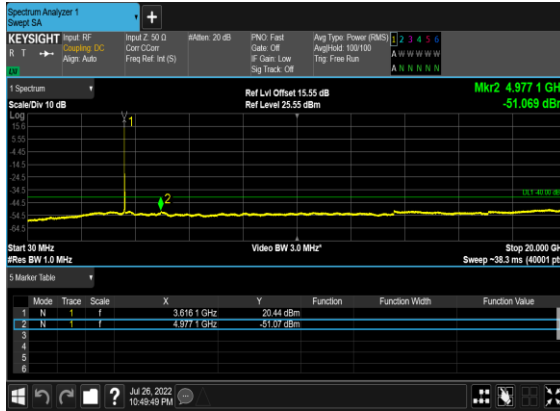 Spectrum Analyzer 1
Swept SA
KEYSIGHT Input: RF Input Z: 50 Ω #Atten: 20 dB PNO: Fast Avg Type: Power (RMS) 1 2 3 4 5 6
R T Coupling: DC Corr CCorr Gate: Off Avg|Hold: 100/100 A W W W W W
Align: Auto Freq Ref: Int (S) IF Gain: Low Trig: Free Run
LU Sig Track: Off A N N N N N
1 Spectrum Ref Lvl Offset 15.55 dB Mkr2 4.977 1 GH
Scale/Div 10 dB Ref Level 25.55 dBm -51.069 dB
Log
15.6
5.55
-4.45
-14.5
-24.5
-34.5
-44.5
-54.5
-64.5
1
2
Start 30 MHz Video BW 3.0 MHz* Stop 20.000 GH
#Res BW 1.0 MHz Sweep ~38.3 ms (40001 pt
5 Marker Table
Mode Trace Scale X Y Function Function Width Function Value
1 N 1 f 3.616 1 GHz 20.44 dBm
2 N 1 f 4.977 1 GHz -51.07 dBm
3
4
5
6
Jul 26, 2022
10:49:49 PM